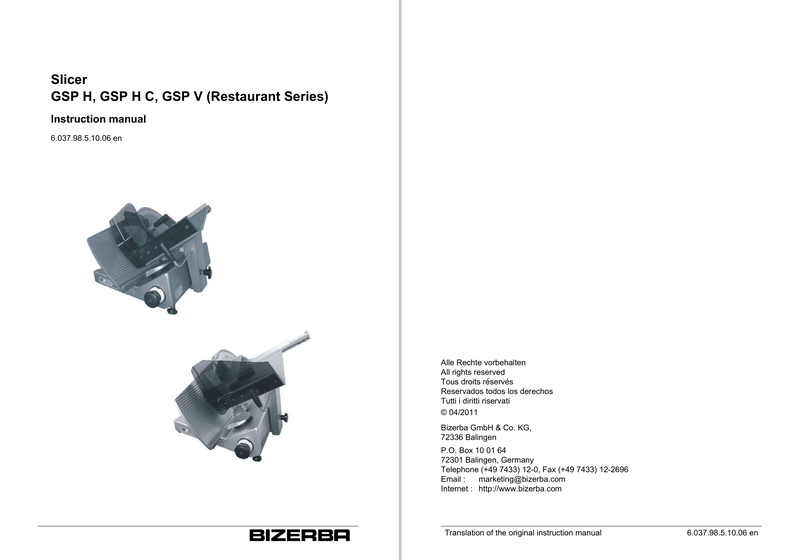 Slicer
GSP H, GSP H C, GSP V (Restaurant Series)
Instruction manual
6.037.98.5.10.06 en
BIZERBA
Alle Rechte vorbehalten
All rights reserved
Tous droits réservés
Reservados todos los derechos
Tutti i diritti riservati
© 04/2011
Bizerba GmbH & Co. KG,
72336 Balingen
P.O. Box 10 01 64
72301 Balingen, Germany
Telephone (+49 7433) 12-0, Fax (+49 7433) 12-2696
Email : marketing@bizerba.com
Internet : http://www.bizerba.com
Translation of the original instruction manual 6.037.98.5.10.06 en